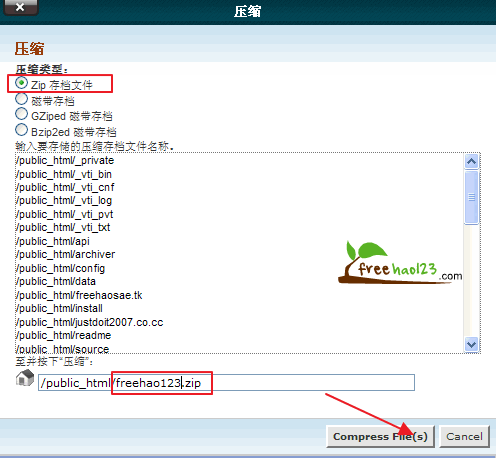 压缩
压缩
压缩类型：
Zip 存档文件
磁带存档
GZiped 磁带存档
Bzip2ed 磁带存档
输入要存储的压缩存档文件名称。
/public_html/_private
/public_html/_vti_bin
/public_html/_vti_cnf
/public_html/_vti_log
/public_html/_vti_pvt
/public_html/_vti_txt
/public_html/api
/public_html/archiver
/public_html/config
/public_html/data
/public_html/freehaosae.tk
/public_html/install
/public_html/justdoit2007.co.cc
/public_html/readme
/public_html/source
freehao123.com
至并按下“压缩”:
/public_html/freehao123.zip
Compress File(s)
Cancel